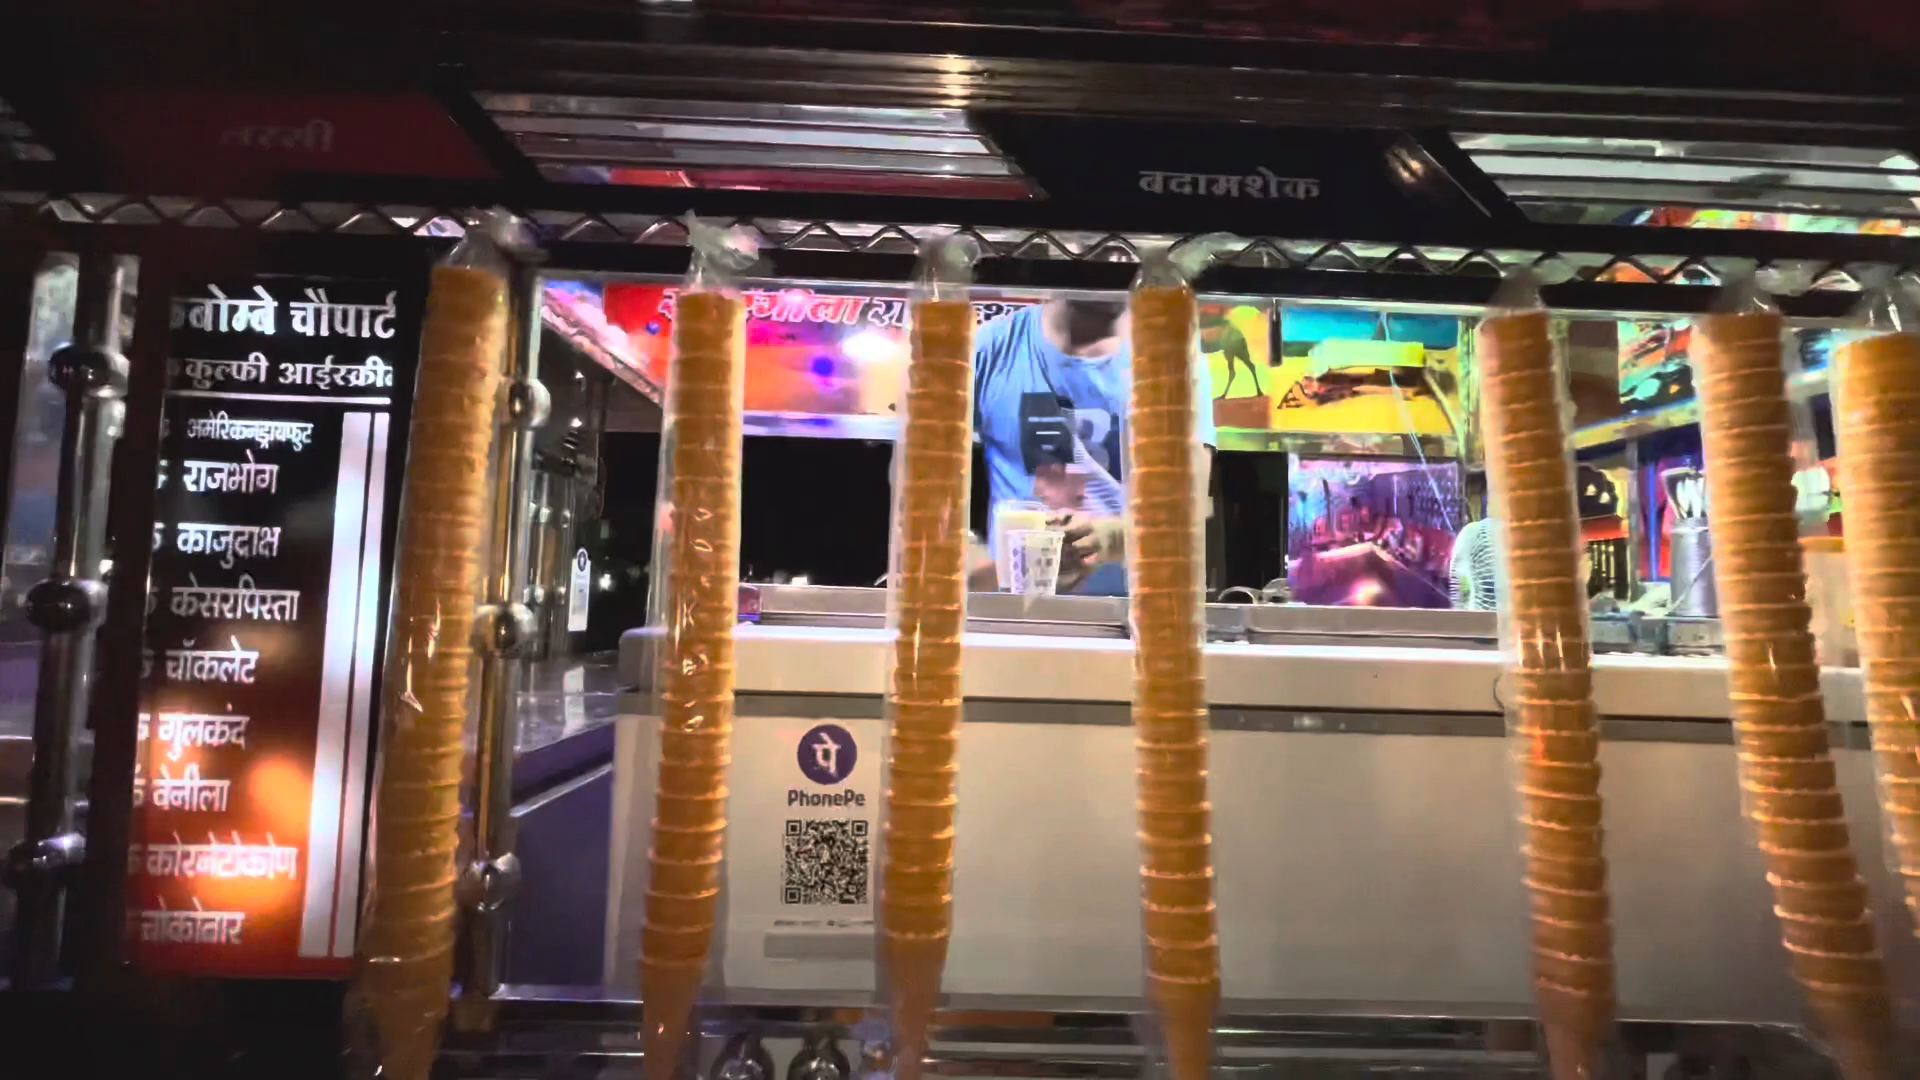 लस्सी
बदामशेक
बोम्बे चौपाटी
कुल्फी आईस्क्री
अमेरिकनड्रायफुट
राजभोग
काजुद्राक्ष
केसरपिस्ता
चॉकलेट
गुलकंद
वेनीला
कोरनेटोकोण
चोकोबार
पे
PhonePe